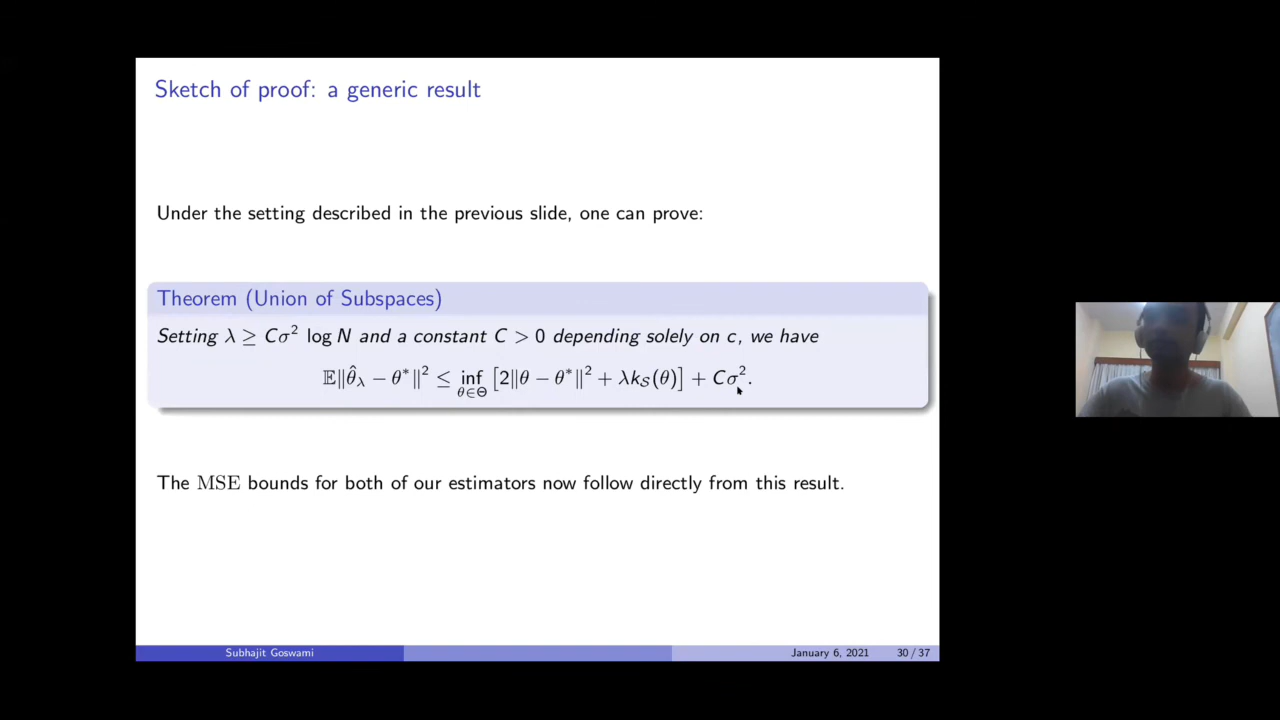 Sketch of proof: a generic result
Under the setting described in the previous slide, one can prove:
Theorem (Union of Subspaces)
Setting λ ≥ Cσ² log N and a constant C > 0 depending solely on c, we have
𝔼‖θ̂_λ − θ*‖² ≤ inf_{θ∈Θ} [2‖θ − θ*‖² + λk_𝒮(θ)] + Cσ².
The MSE bounds for both of our estimators now follow directly from this result.
Subhajit Goswami January 6, 2021 30 / 37